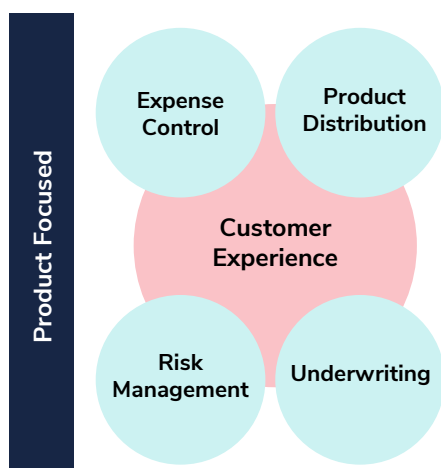 Product Focused
Expense
Control
Product
Distribution
Customer
Experience
Risk
Management
Underwriting